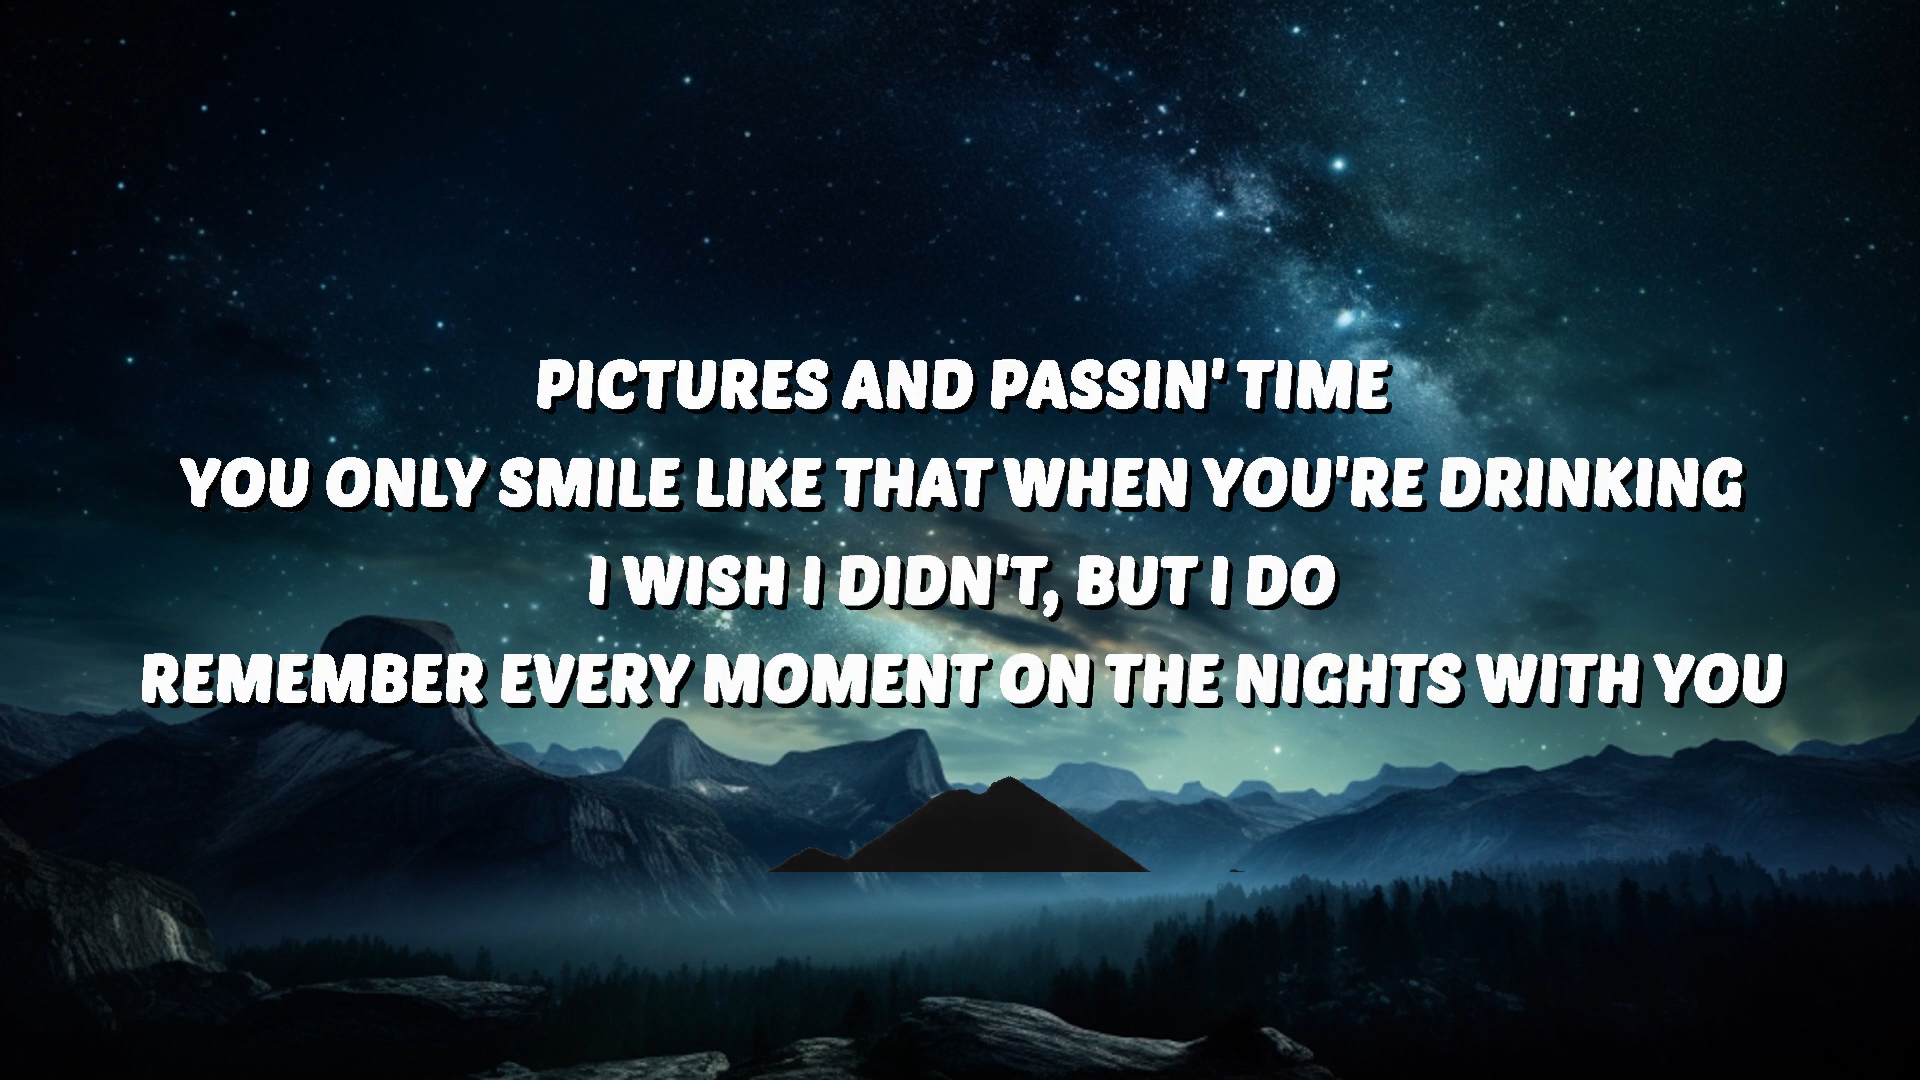 PICTURES AND PASSIN' TIME
YOU ONLY SMILE LIKE THAT WHEN YOU'RE DRINKING
I WISH I DIDN'T, BUT I DO
REMEMBER EVERY MOMENT ON THE NIGHTS WITH YOU